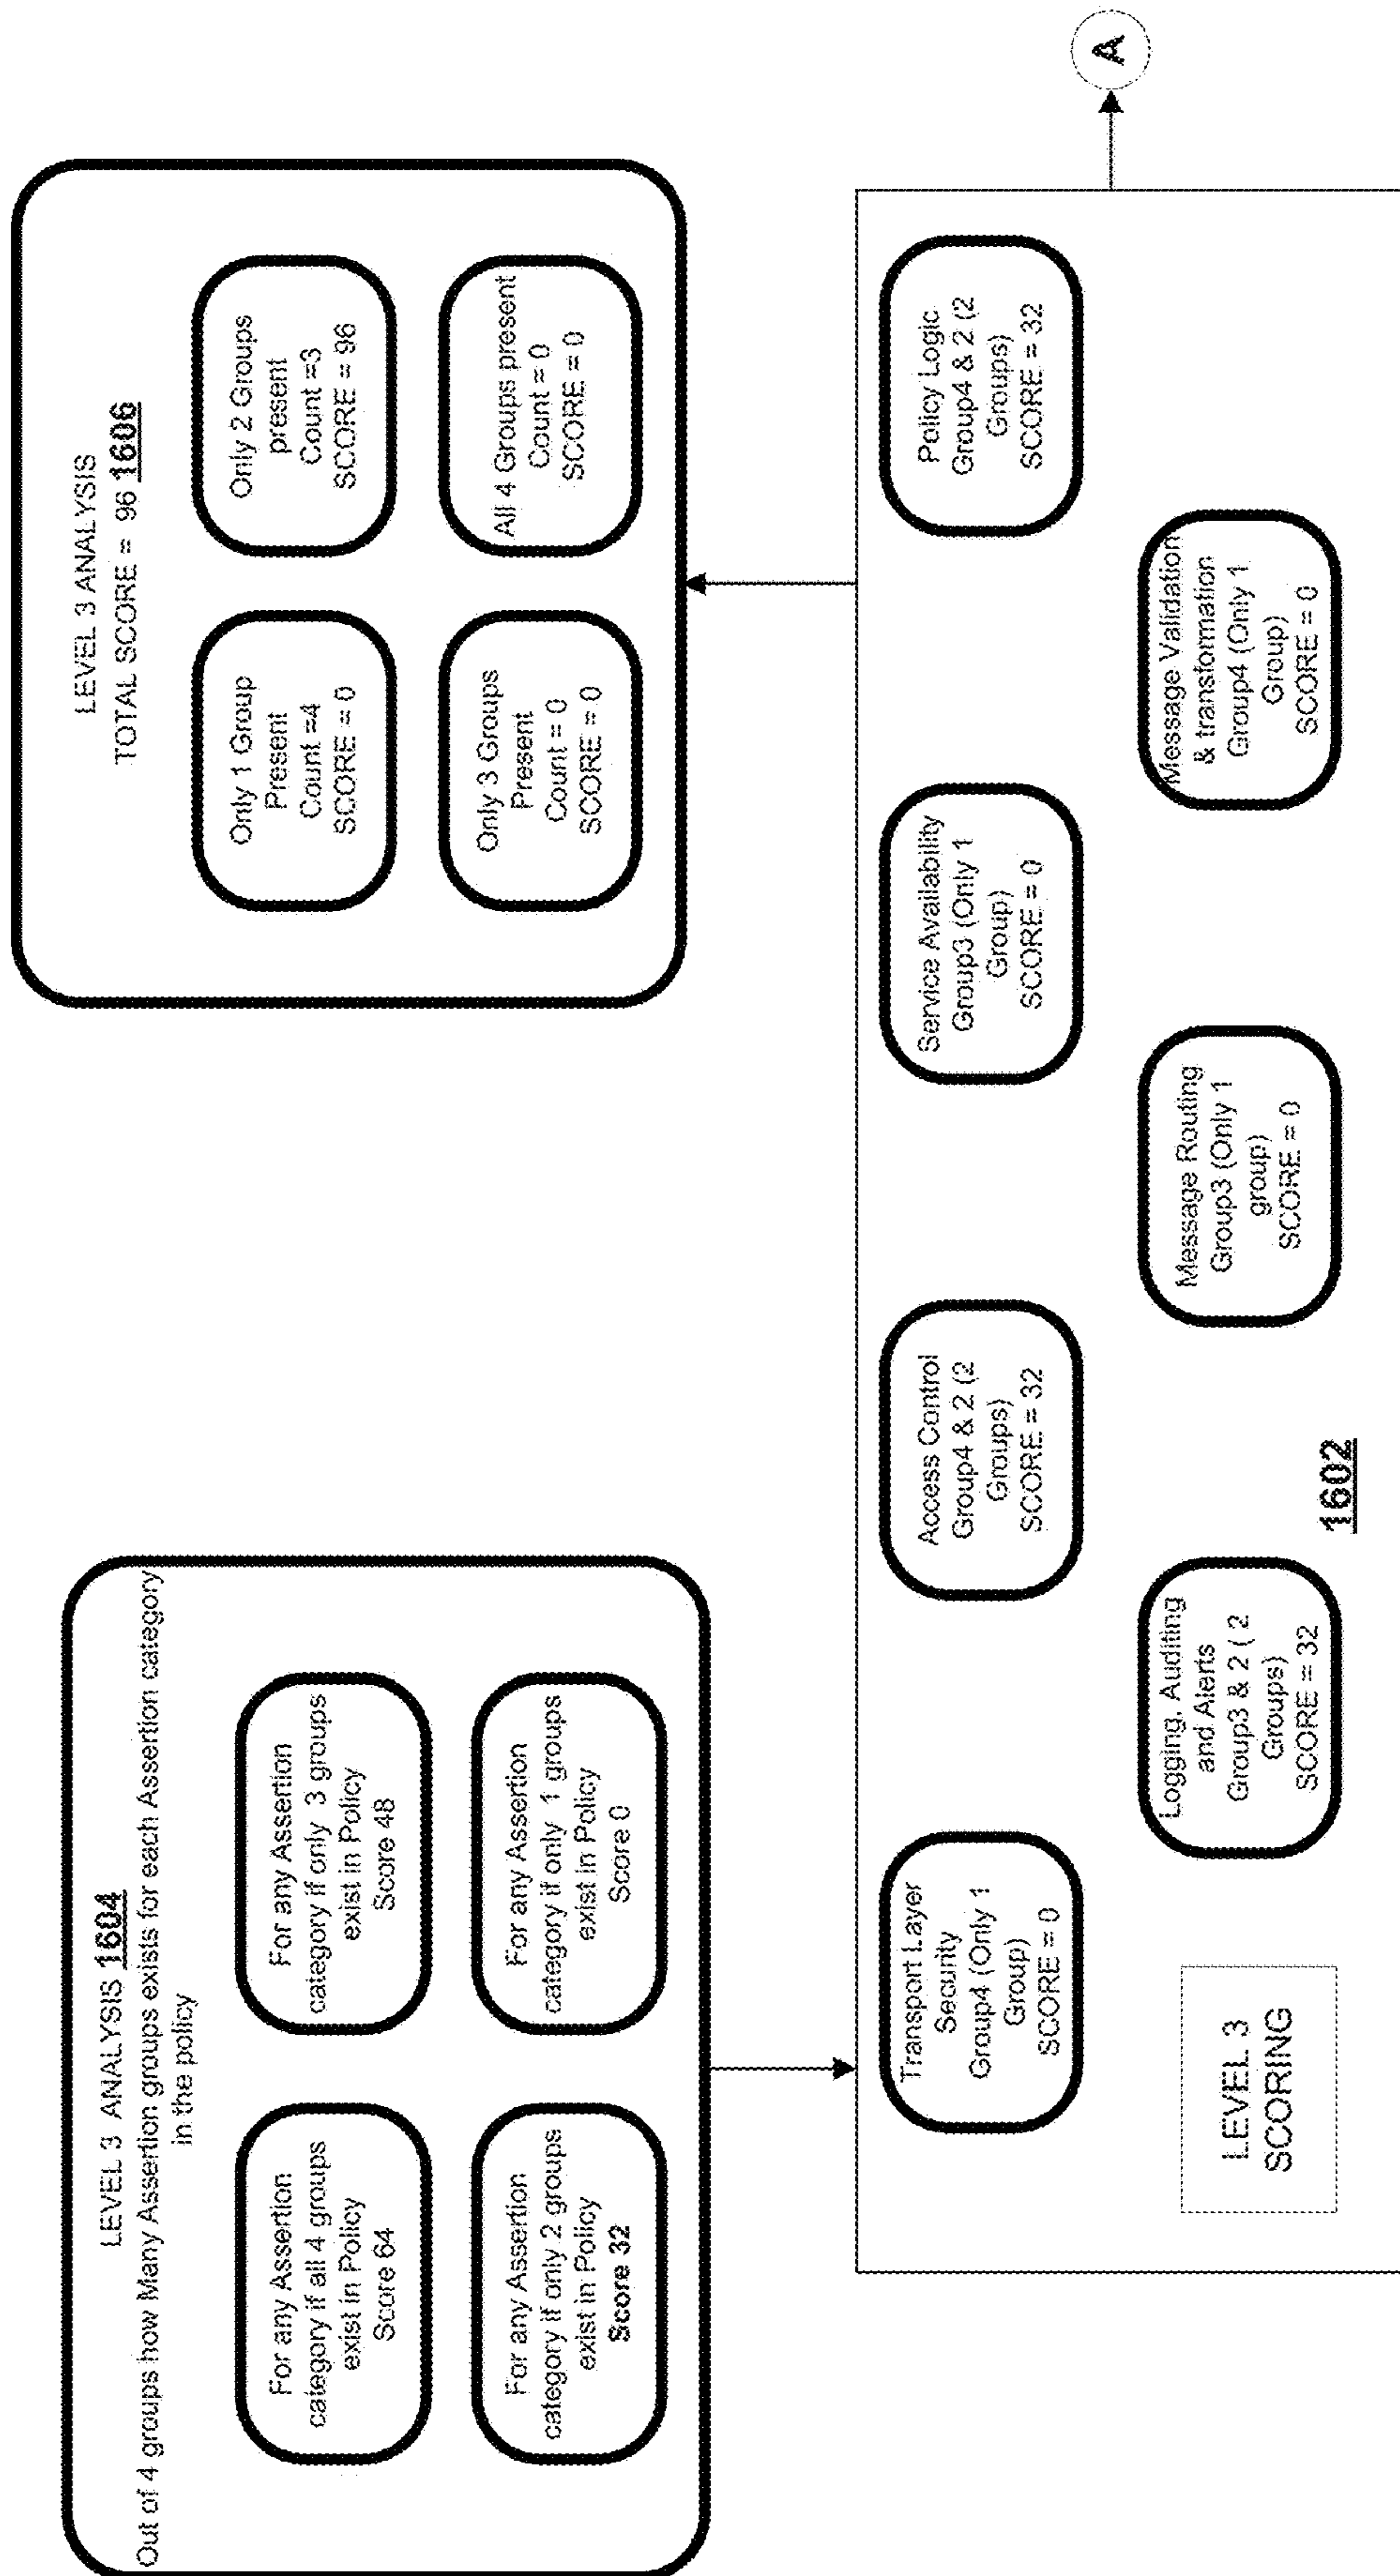 LEVEL 3 ANALYSIS 1604
Out of 4 groups how Many Assertion groups exists for each Assertion category
in the policy
For any Assertion
category if all 4 groups
exist in Policy
Score 64
For any Assertion
category if only 3 groups
exist in Policy
Score 48
For any Assertion
category if only 2 groups
exist in Policy
Score 32
For any Assertion
category if only 1 groups
exist in Policy
Score 0
LEVEL 3 ANALYSIS
TOTAL SCORE = 96 1606
Only 1 Group
Present
Count =4
SCORE = 0
Only 2 Groups
present
Count =3
SCORE = 96
Only 3 Groups
Present
Count = 0
SCORE = 0
All 4 Groups present
Count = 0
SCORE = 0
Transport Layer
Security
Group4 (Only 1
Group)
SCORE = 0
Access Control
Group4 & 2 (2
Groups)
SCORE = 32
Service Availability
Group3 (Only 1
Group)
SCORE = 0
Policy Logic
Group4 & 2 (2
Groups)
SCORE = 32
LEVEL 3
SCORING
Logging, Auditing
and Alerts
Group3 & 2 ( 2
Groups)
SCORE = 32
Message Routing
Group3 (Only 1
group)
SCORE = 0
Message Validation
& transformation
Group4 (Only 1
Group)
SCORE = 0
1602
A